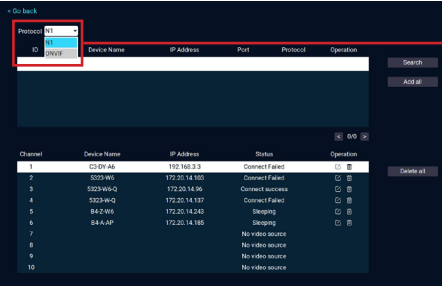 < Go back
Protocol N1
N1
ONVIF
ID Device Name IP Address Port Protocol Operation
Search
Add all
< 0/0 >
Channel Device Name IP Address Status Operation
1 C3-DY-A6 192.168.3.3 Connect Failed
Delete all
2 5323-W6 172.20.14.103 Connect Failed
3 5323-W6-Q 172.20.14.96 Connect success
4 5323-W-Q 172.20.14.137 Connect Failed
5 B4-Z-W6 172.20.14.243 Sleeping
6 B4-A-AP 172.20.14.185 Sleeping
7 No video source
8 No video source
9 No video source
10 No video source